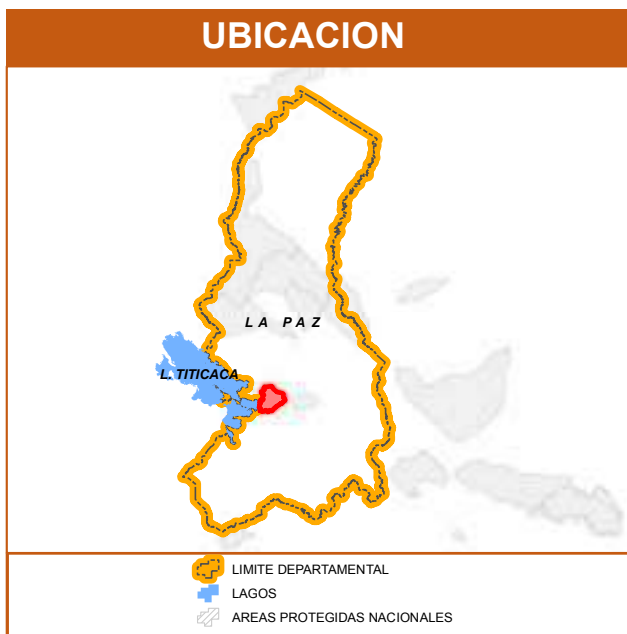 UBICACION
LA PAZ
L. TITICACA
LIMITE DEPARTAMENTAL
LAGOS
AREAS PROTEGIDAS NACIONALES